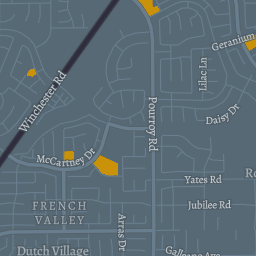 Geranium
Lilac Ln
Winchester Rd
Pourroy Rd
Daisy Dr
McCartney Dr
Yates Rd
FRENCH
VALLEY
Jubilee Rd
Arras Dr
Dutch Village